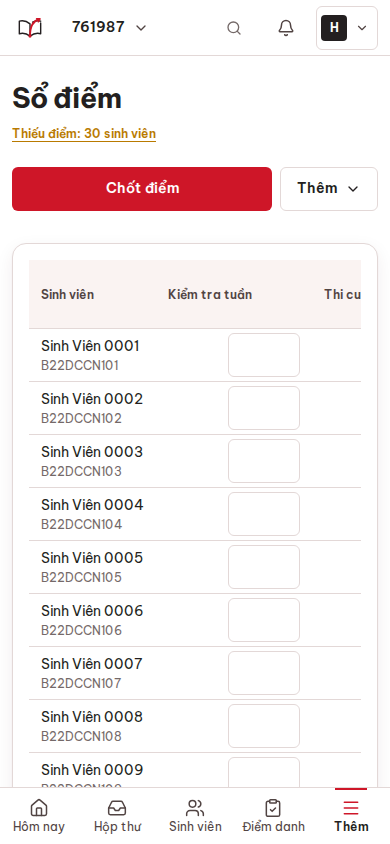 761987
H
Sổ điểm
Thiếu điểm: 30 sinh viên
Chốt điểm
Thêm
Sinh viên Kiểm tra tuần Thi cu
Sinh Viên 0001
B22DCCN101
Sinh Viên 0002
B22DCCN102
Sinh Viên 0003
B22DCCN103
Sinh Viên 0004
B22DCCN104
Sinh Viên 0005
B22DCCN105
Sinh Viên 0006
B22DCCN106
Sinh Viên 0007
B22DCCN107
Sinh Viên 0008
B22DCCN108
Sinh Viên 0009
Hôm nay Hộp thư Sinh viên Điểm danh Thêm